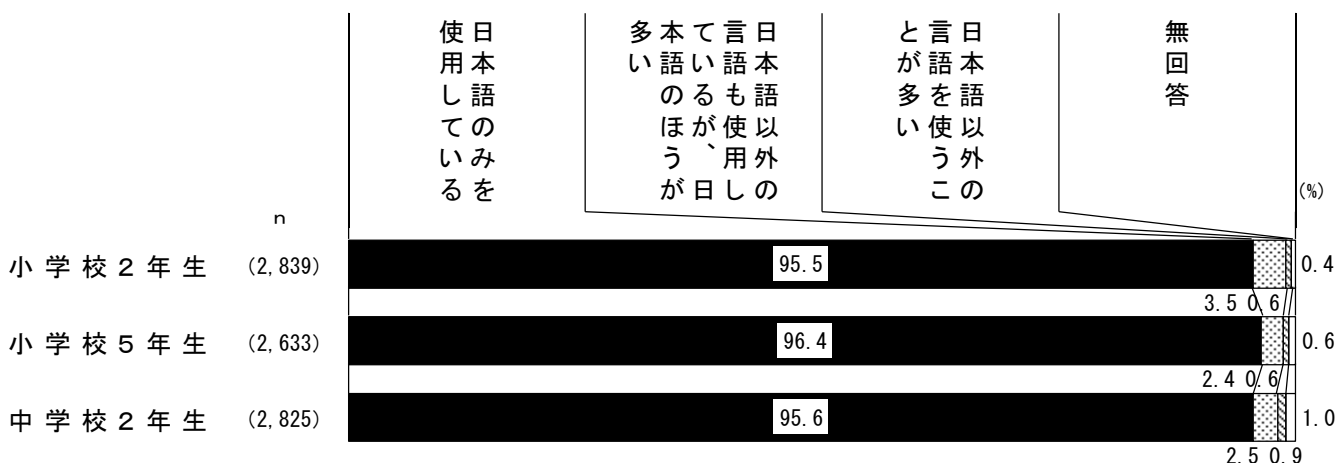 日本語のみを
使用している
日本語以外の
言語も使用し
ているが、日
本語のほうが
多い
日本語以外の
言語を使うこ
とが多い
無回答
(%)
n
小学校２年生 (2,839) 95.5 0.4
3.5 0.6
小学校５年生 (2,633) 96.4 0.6
2.4 0.6
中学校２年生 (2,825) 95.6 1.0
2.5 0.9